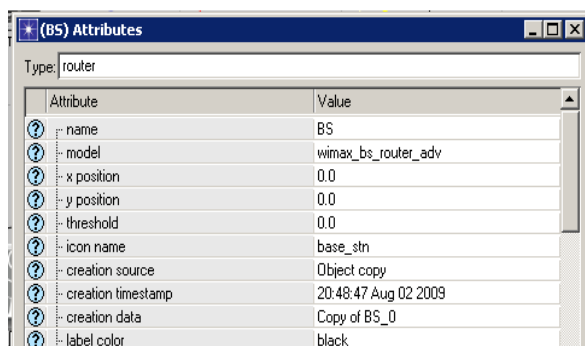 (BS) Attributes
Type: router
Attribute Value
name BS
model wimax_bs_router_adv
x position 0.0
y position 0.0
threshold 0.0
icon name base_stn
creation source Object copy
creation timestamp 20:48:47 Aug 02 2009
creation data Copy of BS_0
label color black